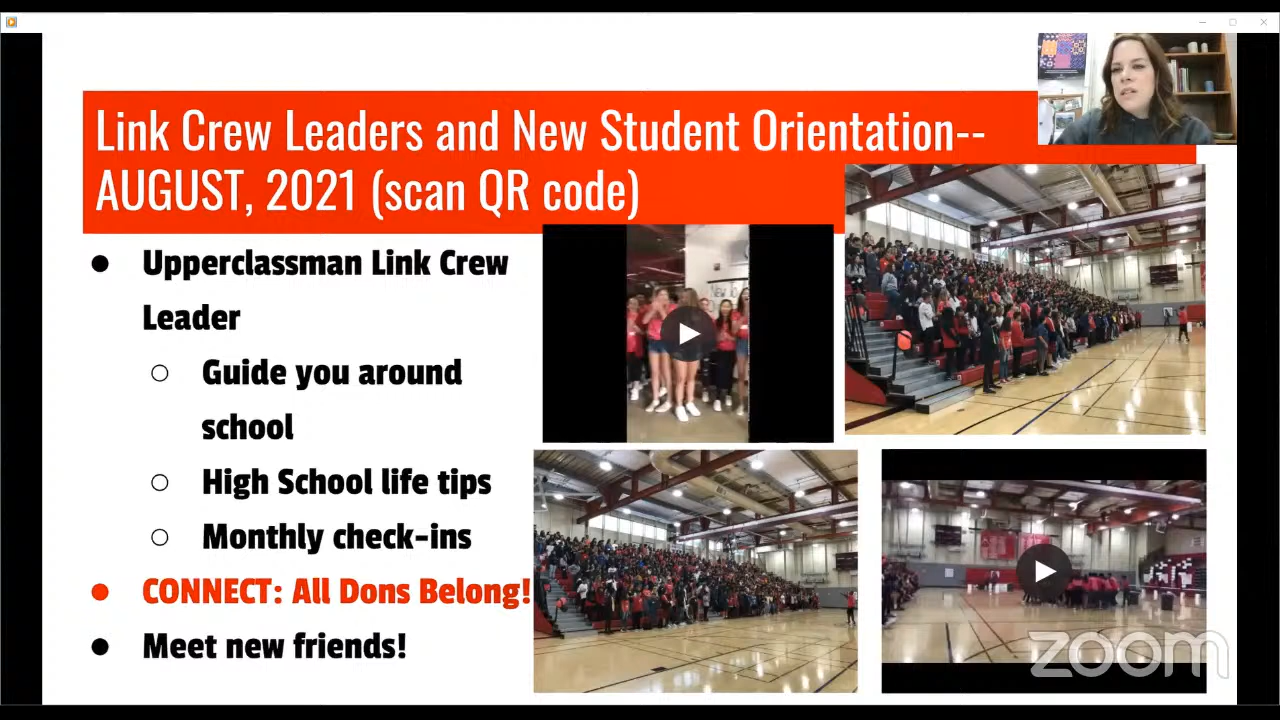 Link Crew Leaders and New Student Orientation--
AUGUST, 2021 (scan QR code)
● Upperclassman Link Crew
Leader
○ Guide you around
school
○ High School life tips
○ Monthly check-ins
● CONNECT: All Dons Belong!
● Meet new friends!
zoom